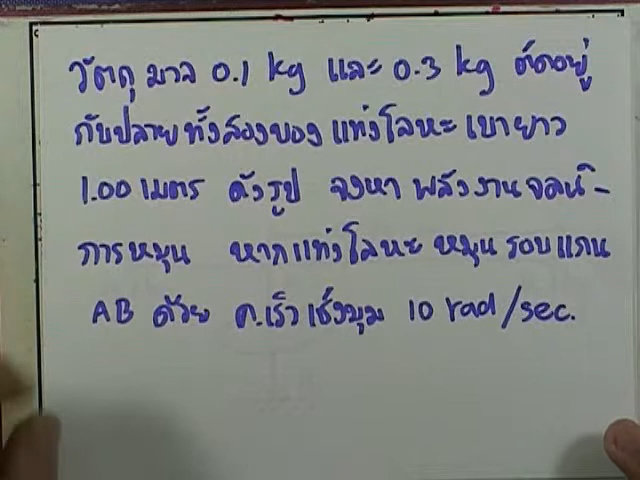 วัตถุ มวล 0.1 kg และ 0.3 kg ติดอยู่
กับปลายทั้งสองของ แท่งโลหะ เบายาว
1.00 เมตร ดังรูป จงหา พลังงานจลน์-
การหมุน หากแท่งโลหะ หมุน รอบแกน
AB ด้วย ค.เร็วเชิงมุม 10 rad/sec.